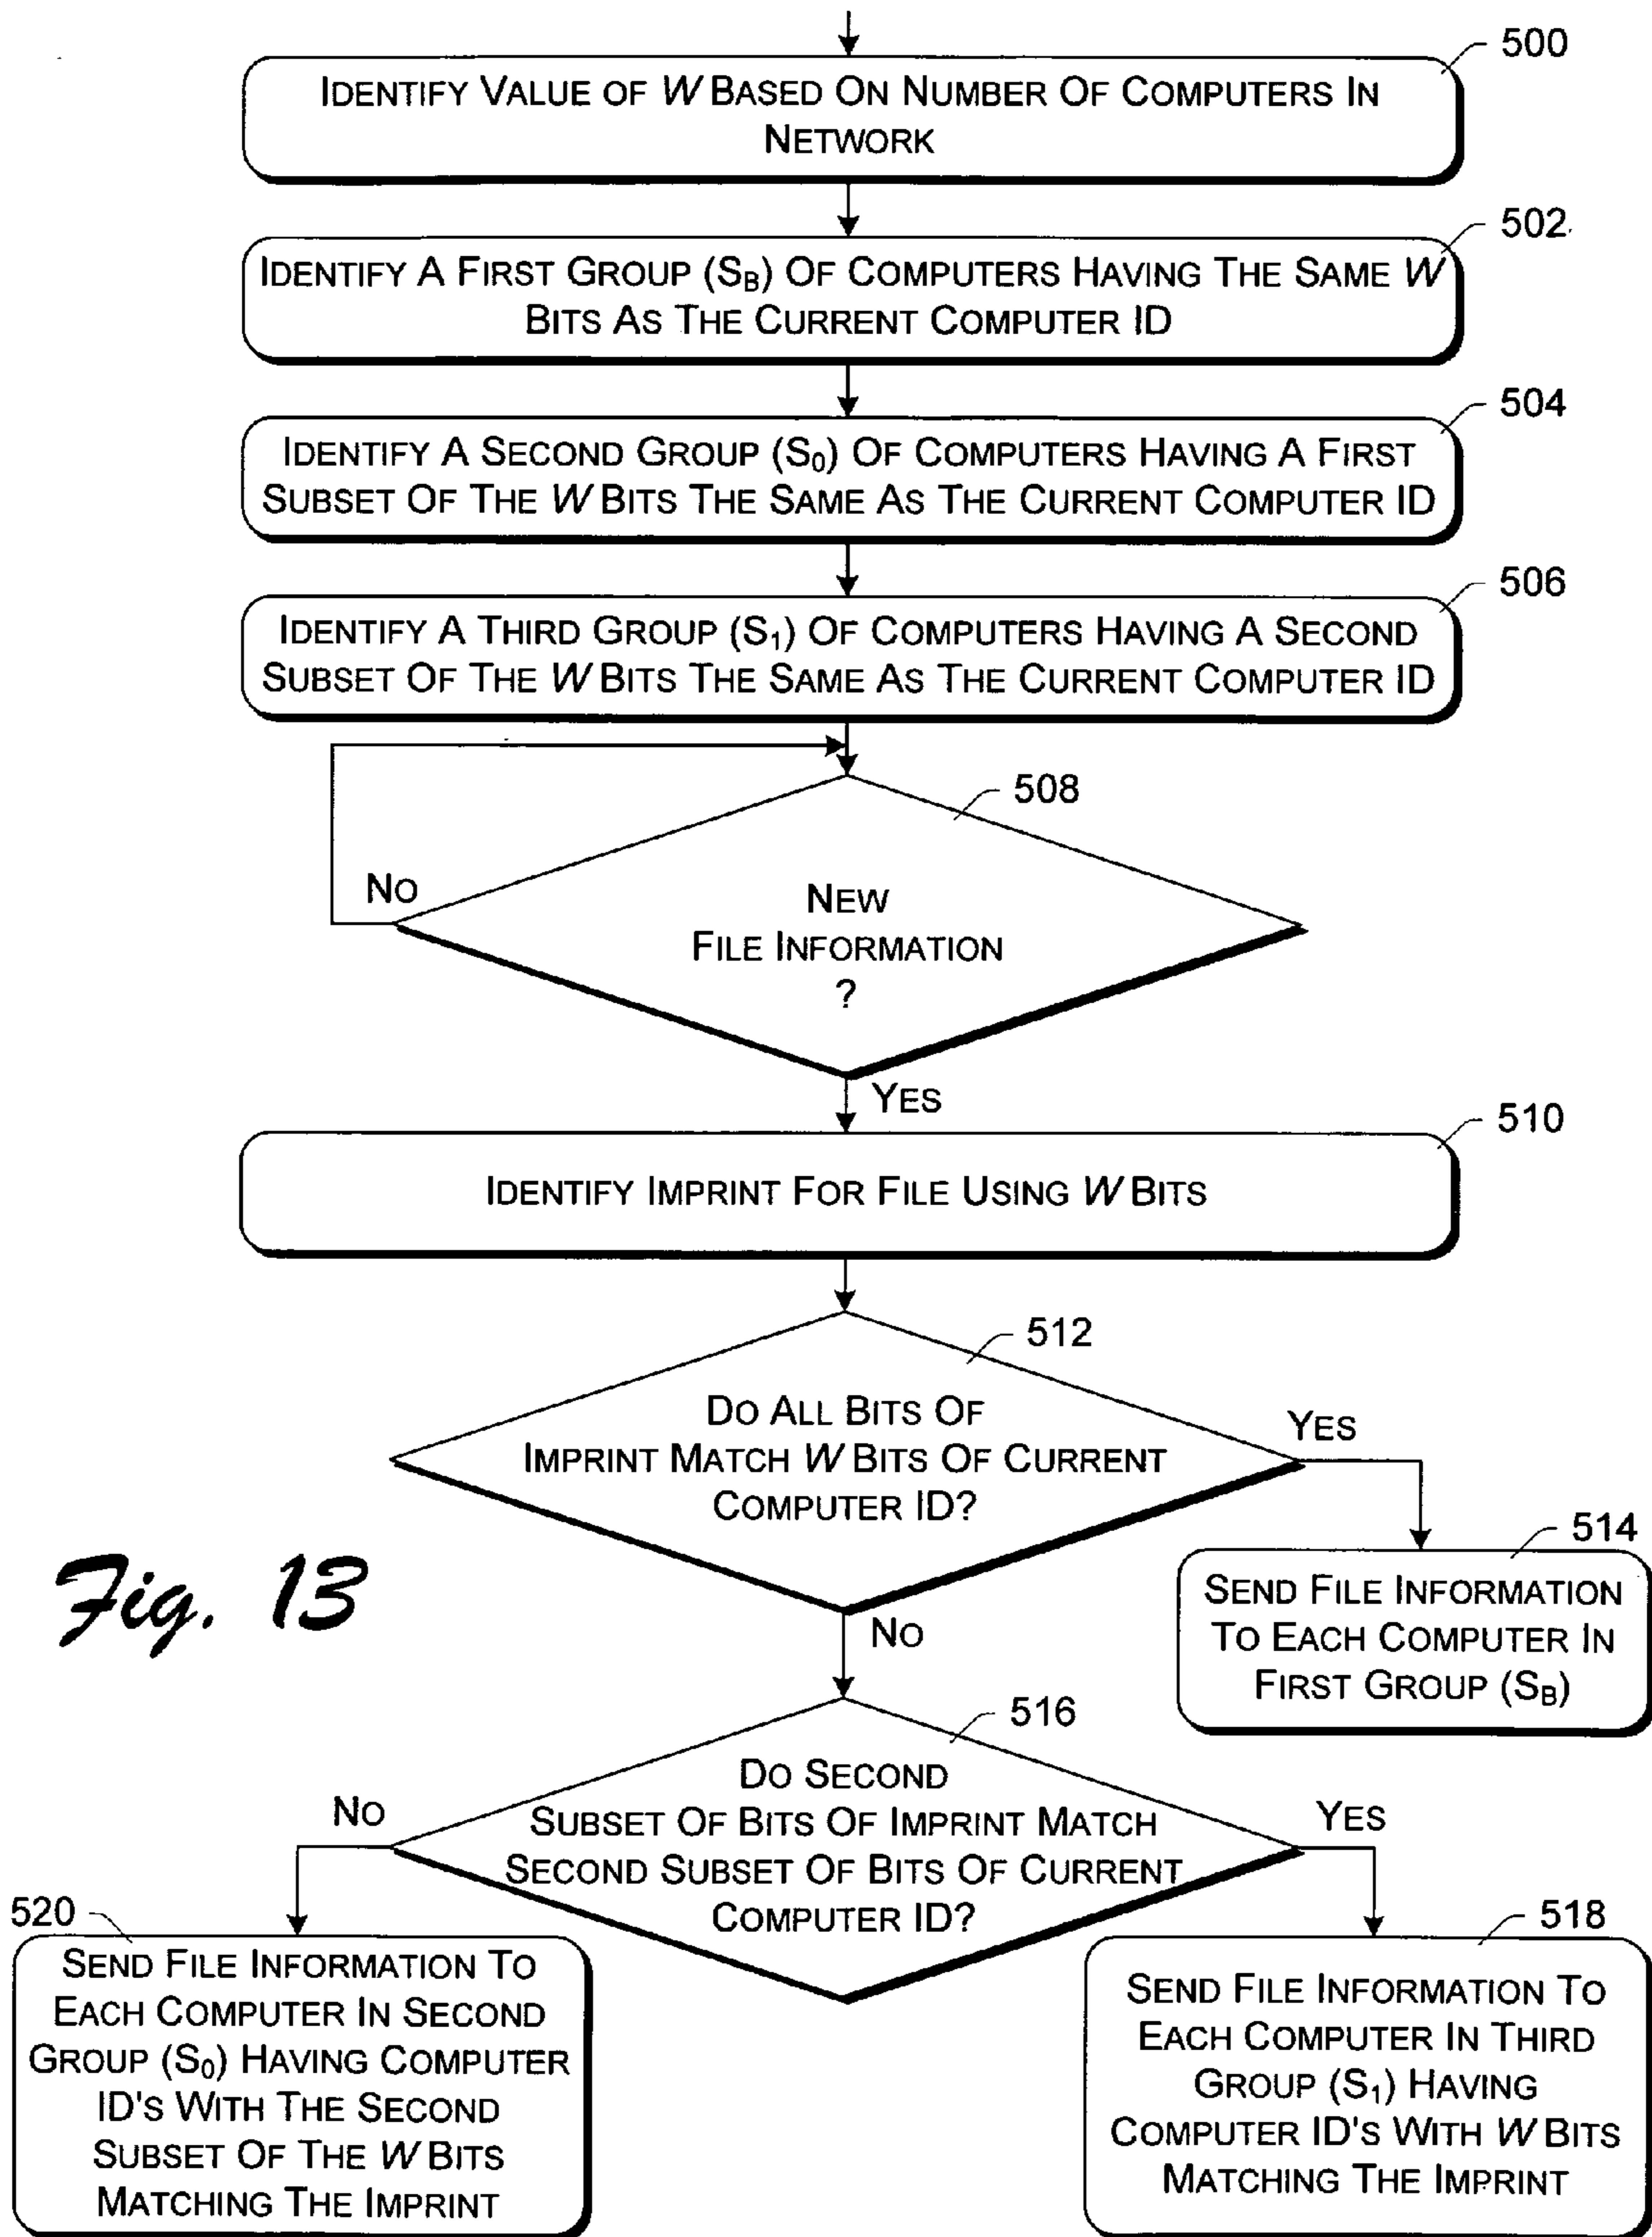 500
IDENTIFY VALUE OF W BASED ON NUMBER OF COMPUTERS IN
NETWORK
502
IDENTIFY A FIRST GROUP (SB) OF COMPUTERS HAVING THE SAME W
BITS AS THE CURRENT COMPUTER ID
504
IDENTIFY A SECOND GROUP (S0) OF COMPUTERS HAVING A FIRST
SUBSET OF THE W BITS THE SAME AS THE CURRENT COMPUTER ID
506
IDENTIFY A THIRD GROUP (S1) OF COMPUTERS HAVING A SECOND
SUBSET OF THE W BITS THE SAME AS THE CURRENT COMPUTER ID
508
NO
NEW
FILE INFORMATION
?
YES
510
IDENTIFY IMPRINT FOR FILE USING W BITS
512
DO ALL BITS OF
IMPRINT MATCH W BITS OF CURRENT
COMPUTER ID?
YES
514
SEND FILE INFORMATION
TO EACH COMPUTER IN
FIRST GROUP (SB)
Fig. 13
NO
516
DO SECOND
SUBSET OF BITS OF IMPRINT MATCH
SECOND SUBSET OF BITS OF CURRENT
COMPUTER ID?
NO
YES
520
SEND FILE INFORMATION TO
EACH COMPUTER IN SECOND
GROUP (S0) HAVING COMPUTER
ID'S WITH THE SECOND
SUBSET OF THE W BITS
MATCHING THE IMPRINT
518
SEND FILE INFORMATION TO
EACH COMPUTER IN THIRD
GROUP (S1) HAVING
COMPUTER ID'S WITH W BITS
MATCHING THE IMPRINT